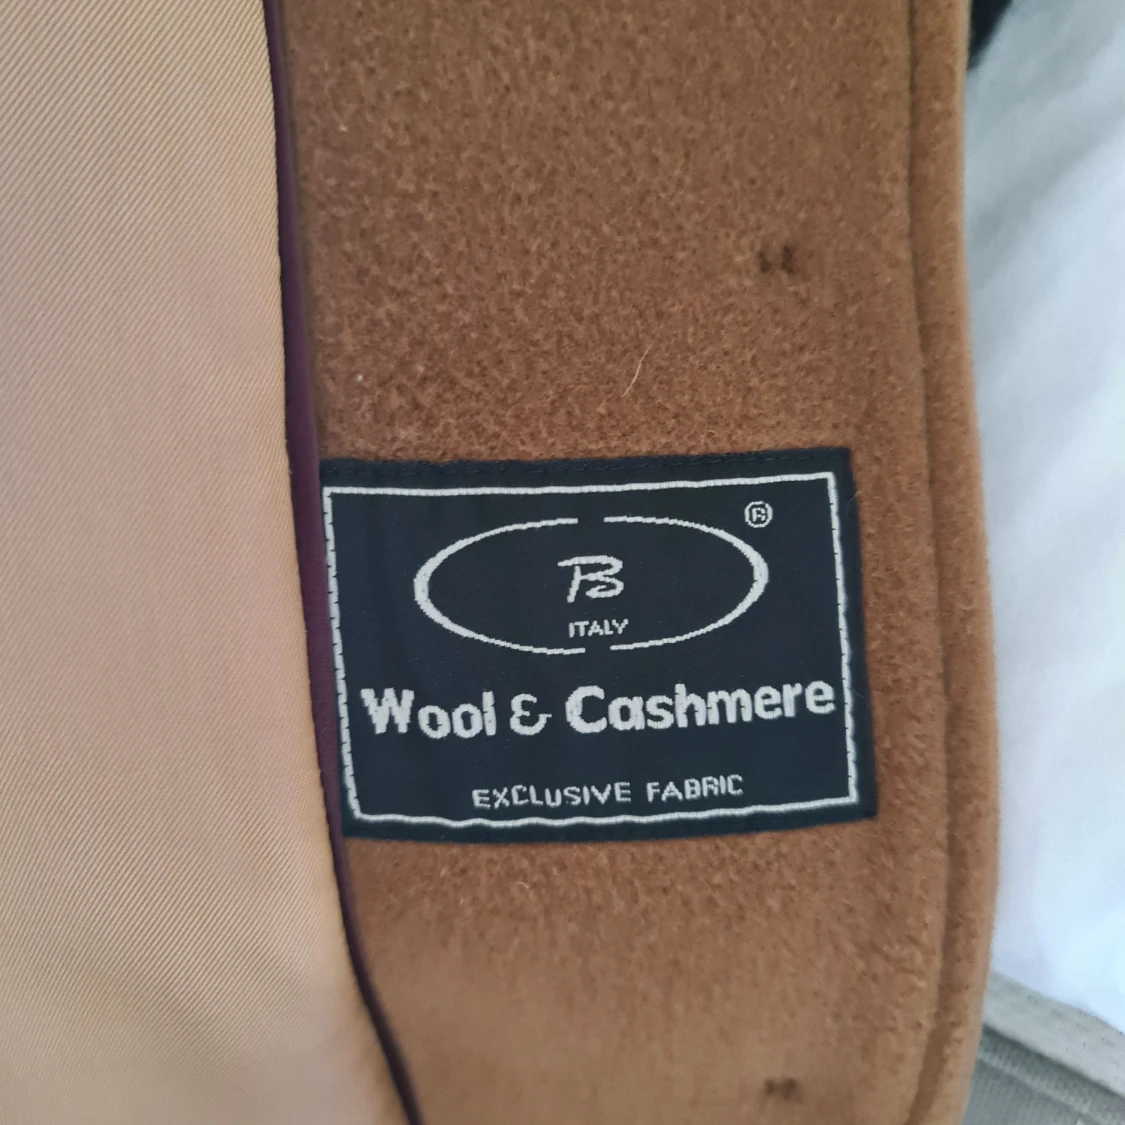 ®
B
ITALY
Wool & Cashmere
EXCLUSIVE FABRIC